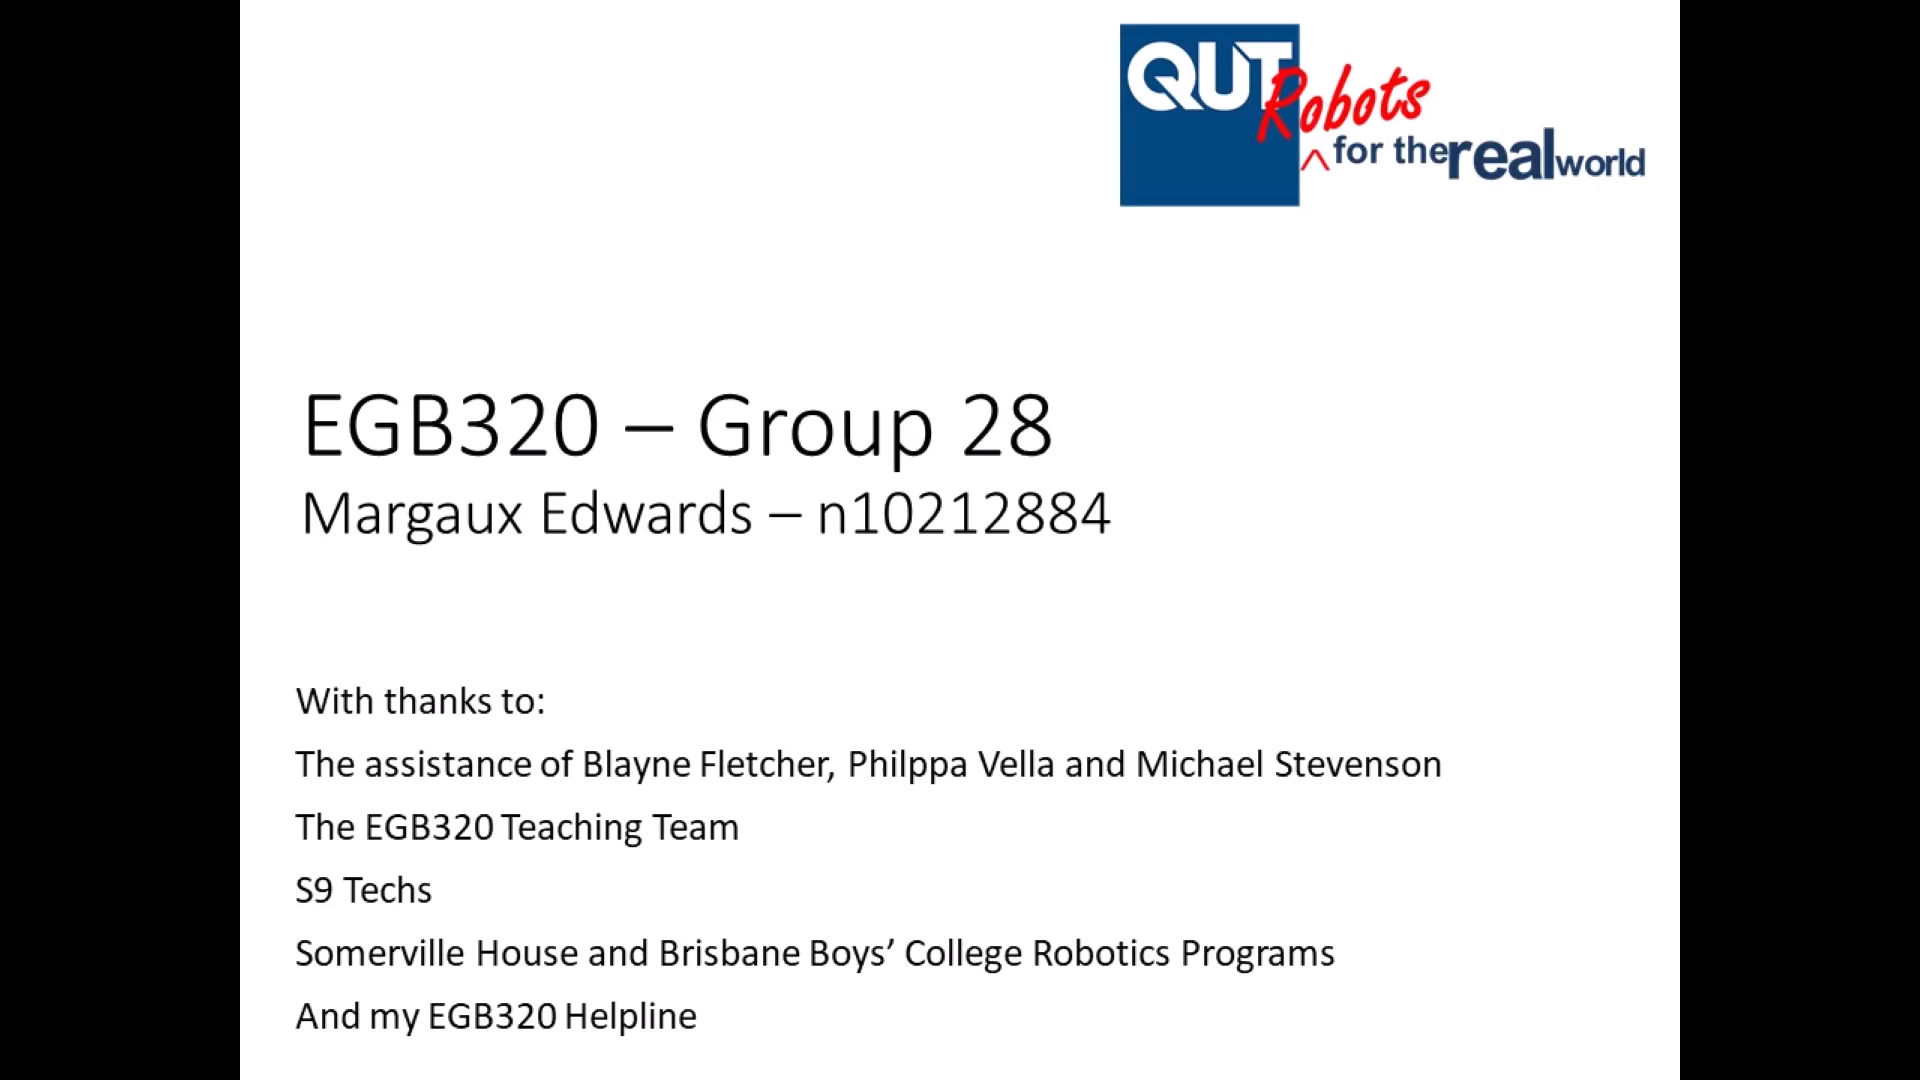 QUT
Robots
^ for the real world
EGB320 – Group 28
Margaux Edwards – n10212884
With thanks to:
The assistance of Blayne Fletcher, Philppa Vella and Michael Stevenson
The EGB320 Teaching Team
S9 Techs
Somerville House and Brisbane Boys’ College Robotics Programs
And my EGB320 Helpline